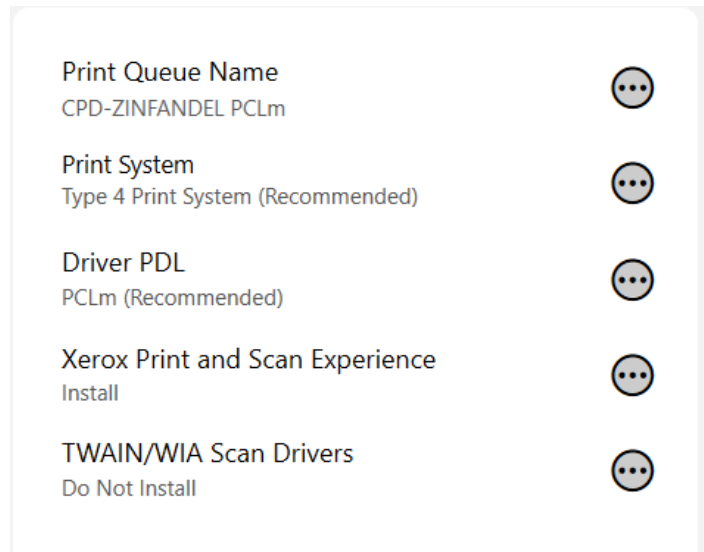 Print Queue Name
CPD-ZINFANDEL PCLm
Print System
Type 4 Print System (Recommended)
Driver PDL
PCLm (Recommended)
Xerox Print and Scan Experience
Install
TWAIN/WIA Scan Drivers
Do Not Install